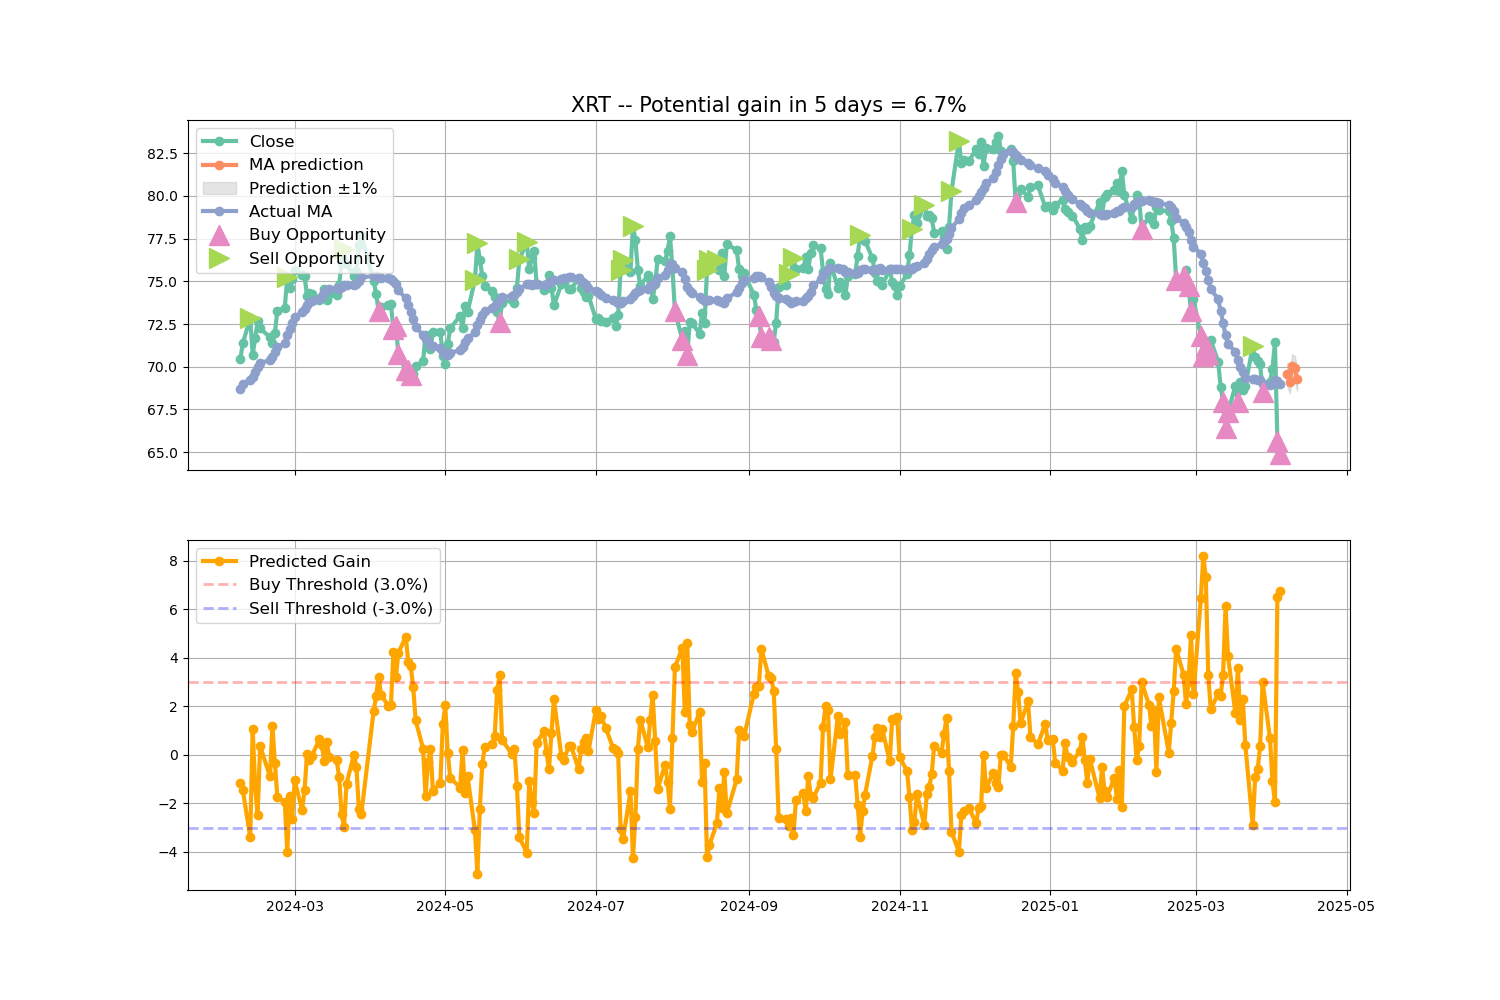 XRT -- Potential gain in 5 days = 6.7%
Close
MA prediction
Prediction ±1%
Actual MA
Buy Opportunity
Sell Opportunity
82.5
80.0
77.5
75.0
72.5
70.0
67.5
65.0
Predicted Gain
Buy Threshold (3.0%)
Sell Threshold (-3.0%)
8
6
4
2
0
−2
−4
2024-03 2024-05 2024-07 2024-09 2024-11 2025-01 2025-03 2025-05